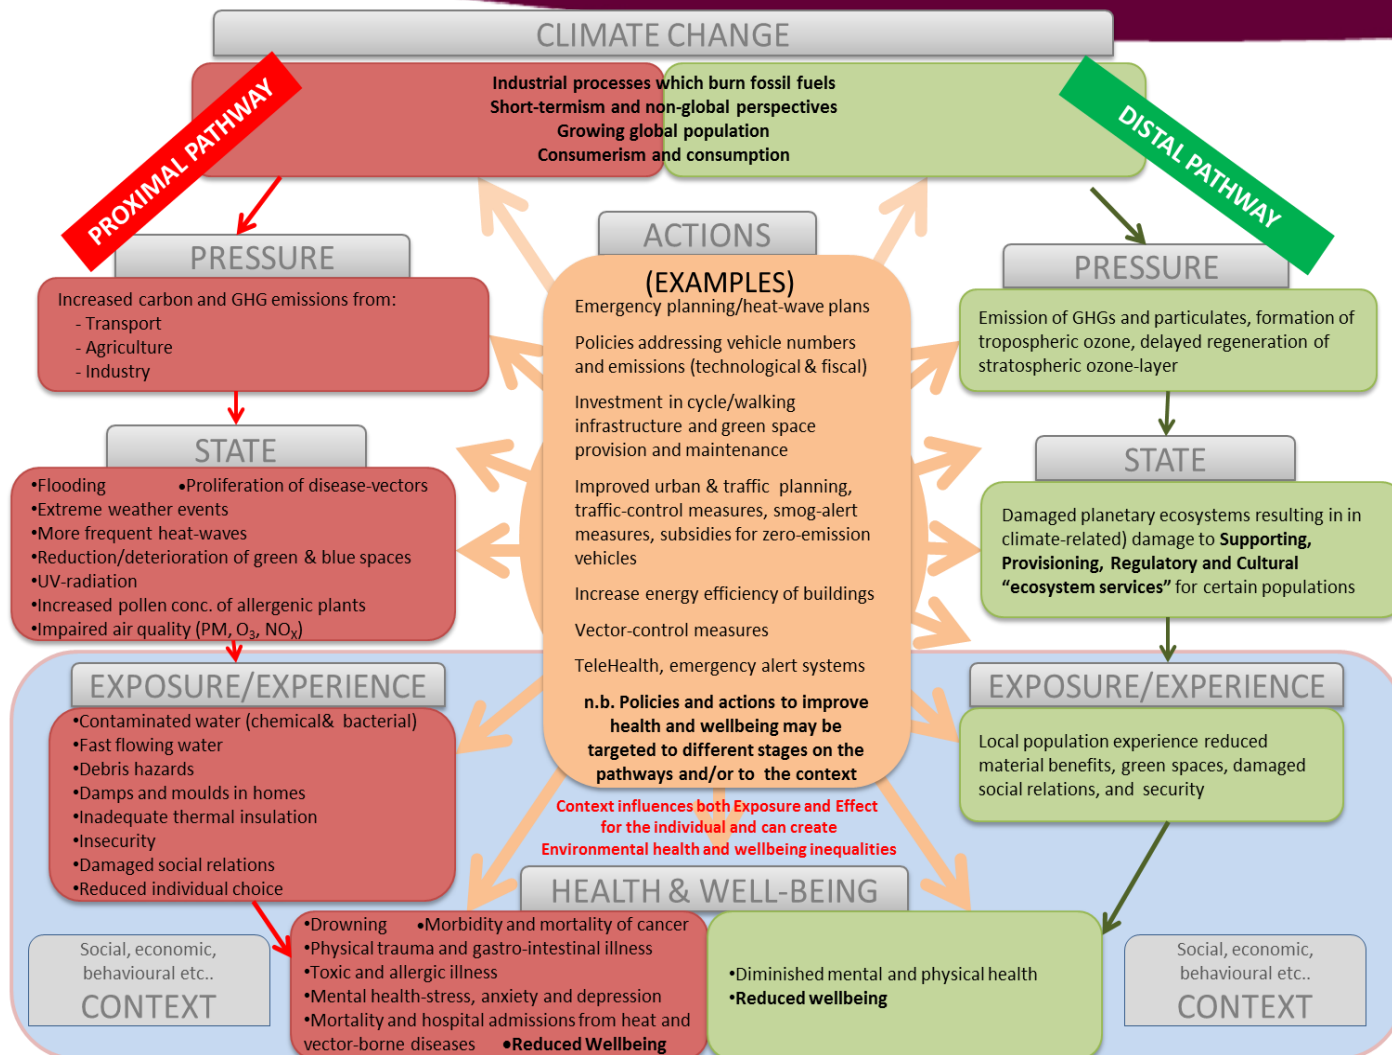 CLIMATE CHANGE
Industrial processes which burn fossil fuels
Short-termism and non-global perspectives
Growing global population
Consumerism and consumption
PROXIMAL PATHWAY
DISTAL PATHWAY
PRESSURE
Increased carbon and GHG emissions from:
- Transport
- Agriculture
- Industry
STATE
•Flooding •Proliferation of disease-vectors
•Extreme weather events
•More frequent heat-waves
•Reduction/deterioration of green & blue spaces
•UV-radiation
•Increased pollen conc. of allergenic plants
•Impaired air quality (PM, O₃, NOₓ)
EXPOSURE/EXPERIENCE
•Contaminated water (chemical& bacterial)
•Fast flowing water
•Debris hazards
•Damps and moulds in homes
•Inadequate thermal insulation
•Insecurity
•Damaged social relations
•Reduced individual choice
ACTIONS
(EXAMPLES)
Emergency planning/heat-wave plans
Policies addressing vehicle numbers
and emissions (technological & fiscal)
Investment in cycle/walking
infrastructure and green space
provision and maintenance
Improved urban & traffic planning,
traffic-control measures, smog-alert
measures, subsidies for zero-emission
vehicles
Increase energy efficiency of buildings
Vector-control measures
TeleHealth, emergency alert systems
n.b. Policies and actions to improve
health and wellbeing may be
targeted to different stages on the
pathways and/or to the context
Context influences both Exposure and Effect
for the individual and can create
Environmental health and wellbeing inequalities
PRESSURE
Emission of GHGs and particulates, formation of
tropospheric ozone, delayed regeneration of
stratospheric ozone-layer
STATE
Damaged planetary ecosystems resulting in in
climate-related) damage to Supporting,
Provisioning, Regulatory and Cultural
“ecosystem services” for certain populations
EXPOSURE/EXPERIENCE
Local population experience reduced
material benefits, green spaces, damaged
social relations, and security
HEALTH & WELL-BEING
•Drowning •Morbidity and mortality of cancer
•Physical trauma and gastro-intestinal illness
•Toxic and allergic illness
•Mental health-stress, anxiety and depression
•Mortality and hospital admissions from heat and
vector-borne diseases •Reduced Wellbeing
•Diminished mental and physical health
•Reduced wellbeing
Social, economic,
behavioural etc..
CONTEXT
Social, economic,
behavioural etc..
CONTEXT